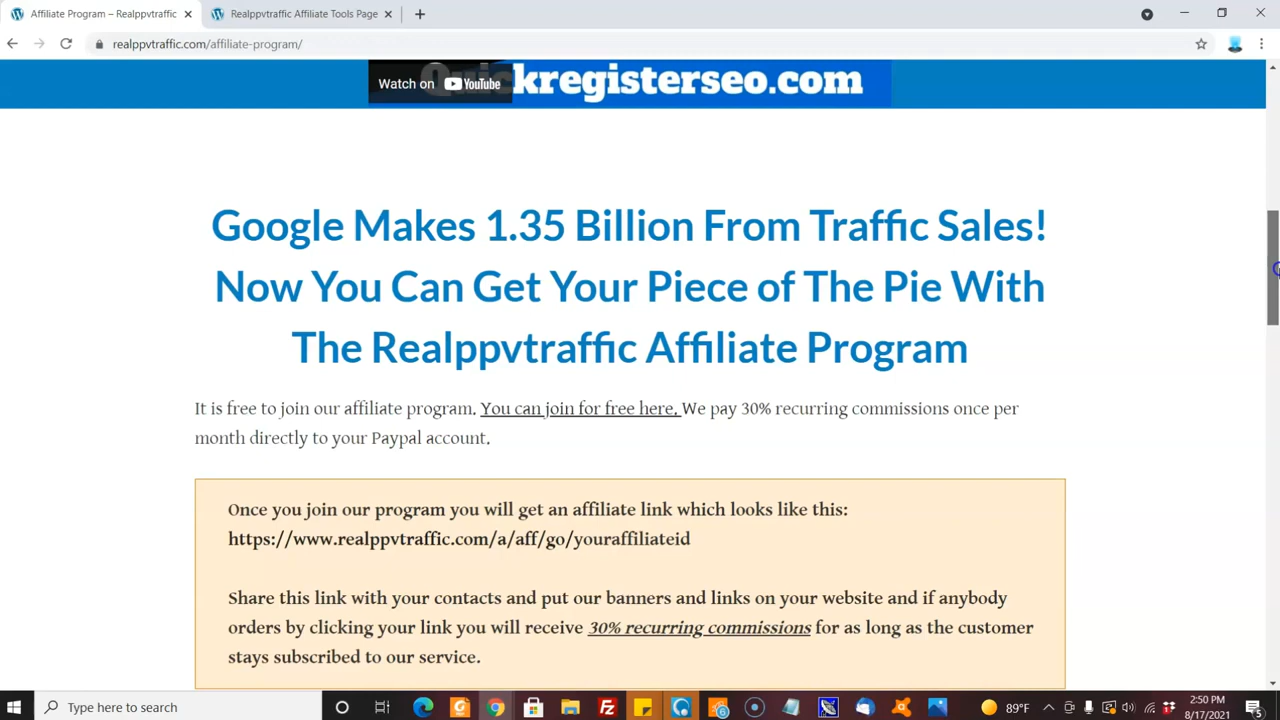 Affiliate Program – Realppvtraffic
Realppvtraffic Affiliate Tools Page
realppvtraffic.com/affiliate-program/
Watch on YouTube
Quickregisterseo.com
Google Makes 1.35 Billion From Traffic Sales!
Now You Can Get Your Piece of The Pie With
The Realppvtraffic Affiliate Program
It is free to join our affiliate program. You can join for free here. We pay 30% recurring commissions once per
month directly to your Paypal account.
Once you join our program you will get an affiliate link which looks like this:
https://www.realppvtraffic.com/a/aff/go/youraffiliateid
Share this link with your contacts and put our banners and links on your website and if anybody
orders by clicking your link you will receive 30% recurring commissions for as long as the customer
stays subscribed to our service.
Type here to search
89°F
2:50 PM
8/17/2021
5